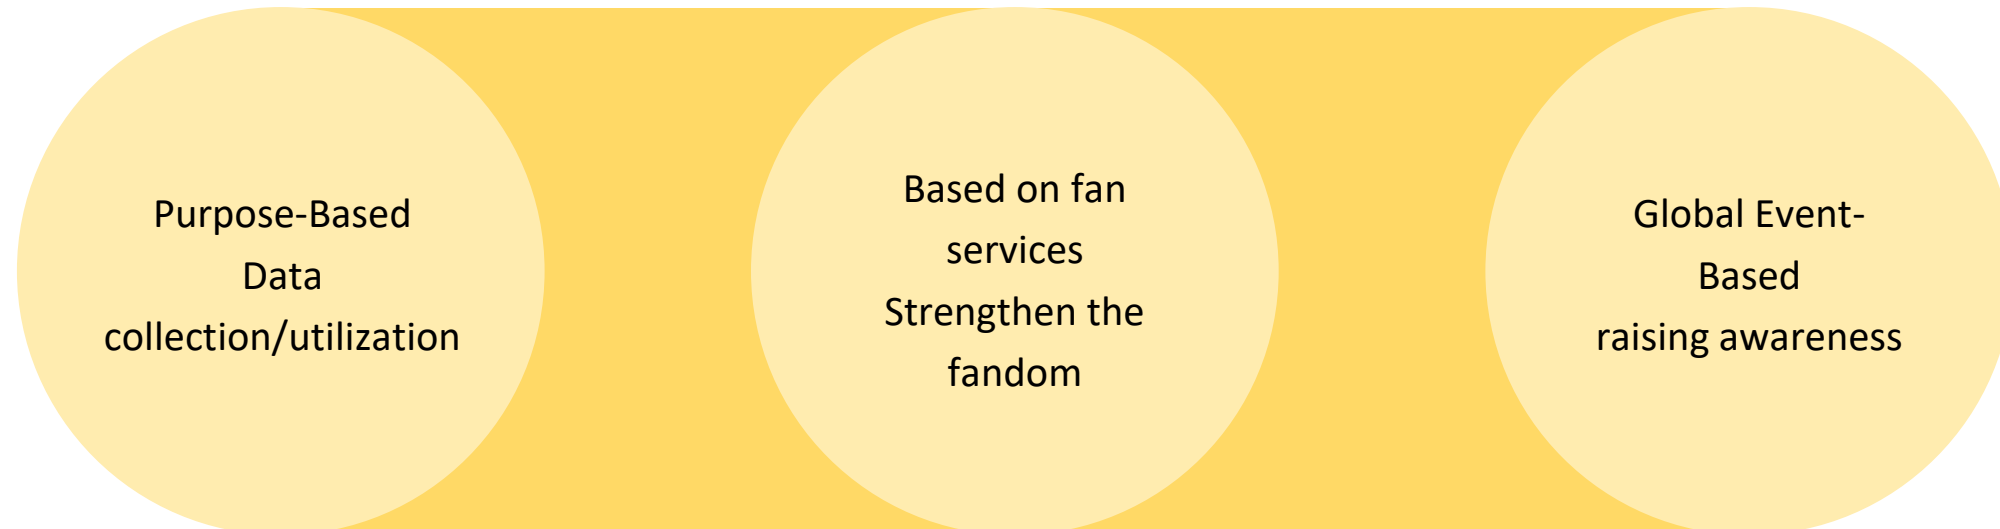 Purpose-Based
Data
collection/utilization
Based on fan
services
Strengthen the
fandom
Global Event-
Based
raising awareness